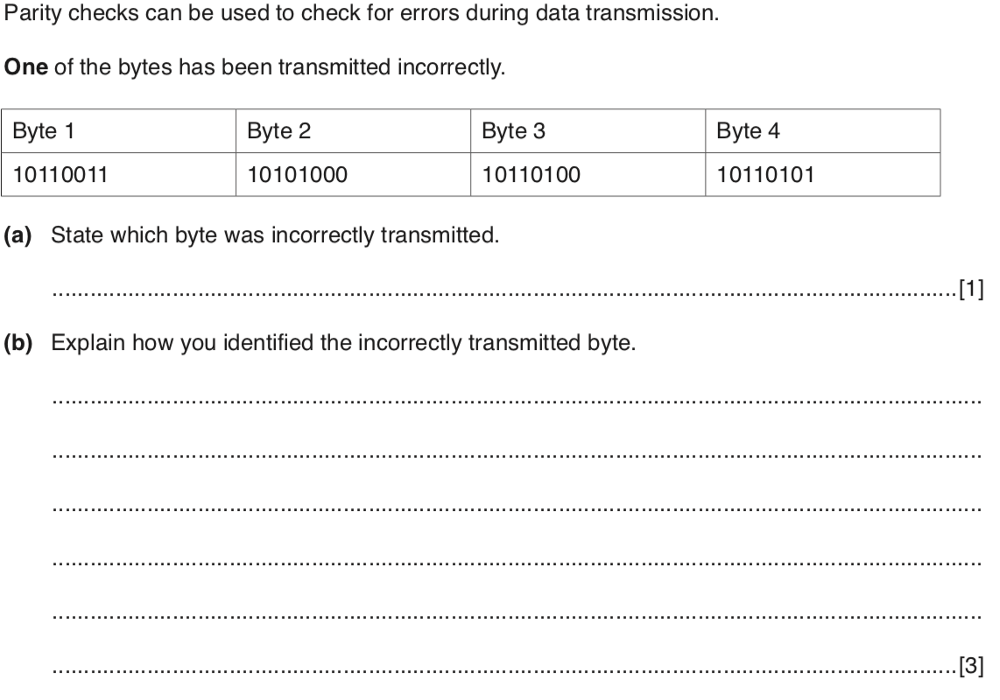 Parity checks can be used to check for errors during data transmission.
One of the bytes has been transmitted incorrectly.
Byte 1 Byte 2 Byte 3 Byte 4
10110011 10101000 10110100 10110101
(a) State which byte was incorrectly transmitted.
[1]
(b) Explain how you identified the incorrectly transmitted byte.
[3]